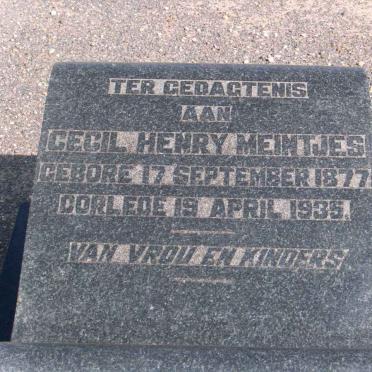 TER GEDAGTENIS
AAN
CECIL HENRY MEINTJES
GEBORE 17 SEPTEMBER 1877
OORLEDE 19 APRIL 1935.
VAN VROU EN KINDERS